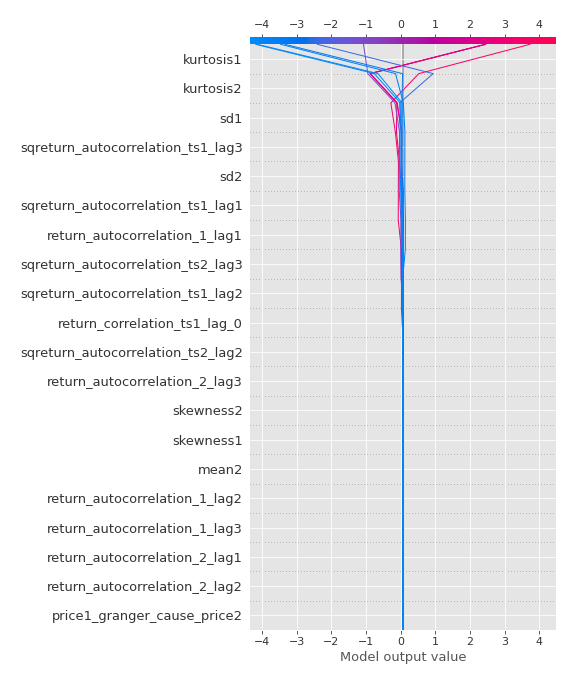 −4 −3 −2 −1 0 1 2 3 4
kurtosis1
kurtosis2
sd1
sqreturn_autocorrelation_ts1_lag3
sd2
sqreturn_autocorrelation_ts1_lag1
return_autocorrelation_1_lag1
sqreturn_autocorrelation_ts2_lag3
sqreturn_autocorrelation_ts1_lag2
return_correlation_ts1_lag_0
sqreturn_autocorrelation_ts2_lag2
return_autocorrelation_2_lag3
skewness2
skewness1
mean2
return_autocorrelation_1_lag2
return_autocorrelation_1_lag3
return_autocorrelation_2_lag1
return_autocorrelation_2_lag2
price1_granger_cause_price2
−4 −3 −2 −1 0 1 2 3 4
Model output value